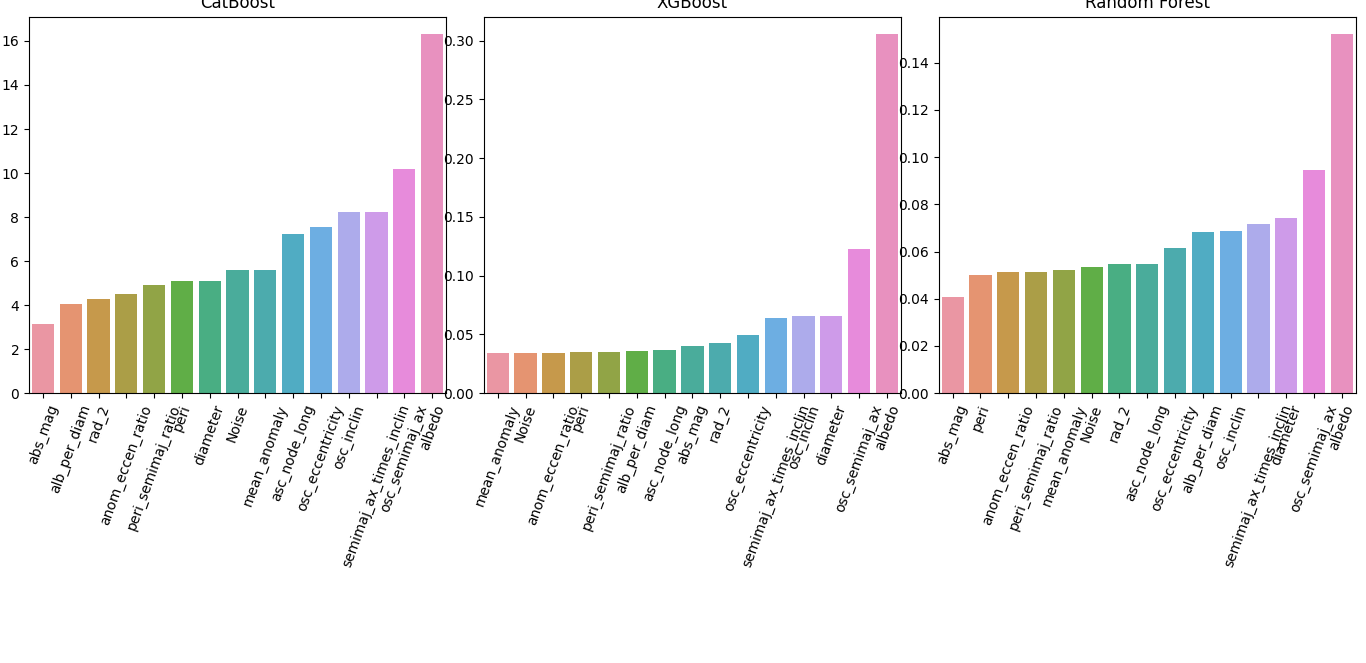 CatBoost
16
14
12
10
8
6
4
2
0
abs_mag
alb_per_diam
rad_2
anom_eccen_ratio
peri_semimaj_ratio
peri
diameter
Noise
mean_anomaly
asc_node_long
osc_eccentricity
osc_inclin
semimaj_ax_times_inclin
osc_semimaj_ax
albedo
XGBoost
0.30
0.25
0.20
0.15
0.10
0.05
0.00
mean_anomaly
Noise
anom_eccen_ratio
peri
peri_semimaj_ratio
alb_per_diam
asc_node_long
abs_mag
rad_2
osc_eccentricity
semimaj_ax_times_inclin
osc_inclin
diameter
osc_semimaj_ax
albedo
Random Forest
0.14
0.12
0.10
0.08
0.06
0.04
0.02
0.00
abs_mag
peri
anom_eccen_ratio
peri_semimaj_ratio
mean_anomaly
Noise
rad_2
asc_node_long
osc_eccentricity
alb_per_diam
osc_inclin
semimaj_ax_times_inclin
diameter
osc_semimaj_ax
albedo